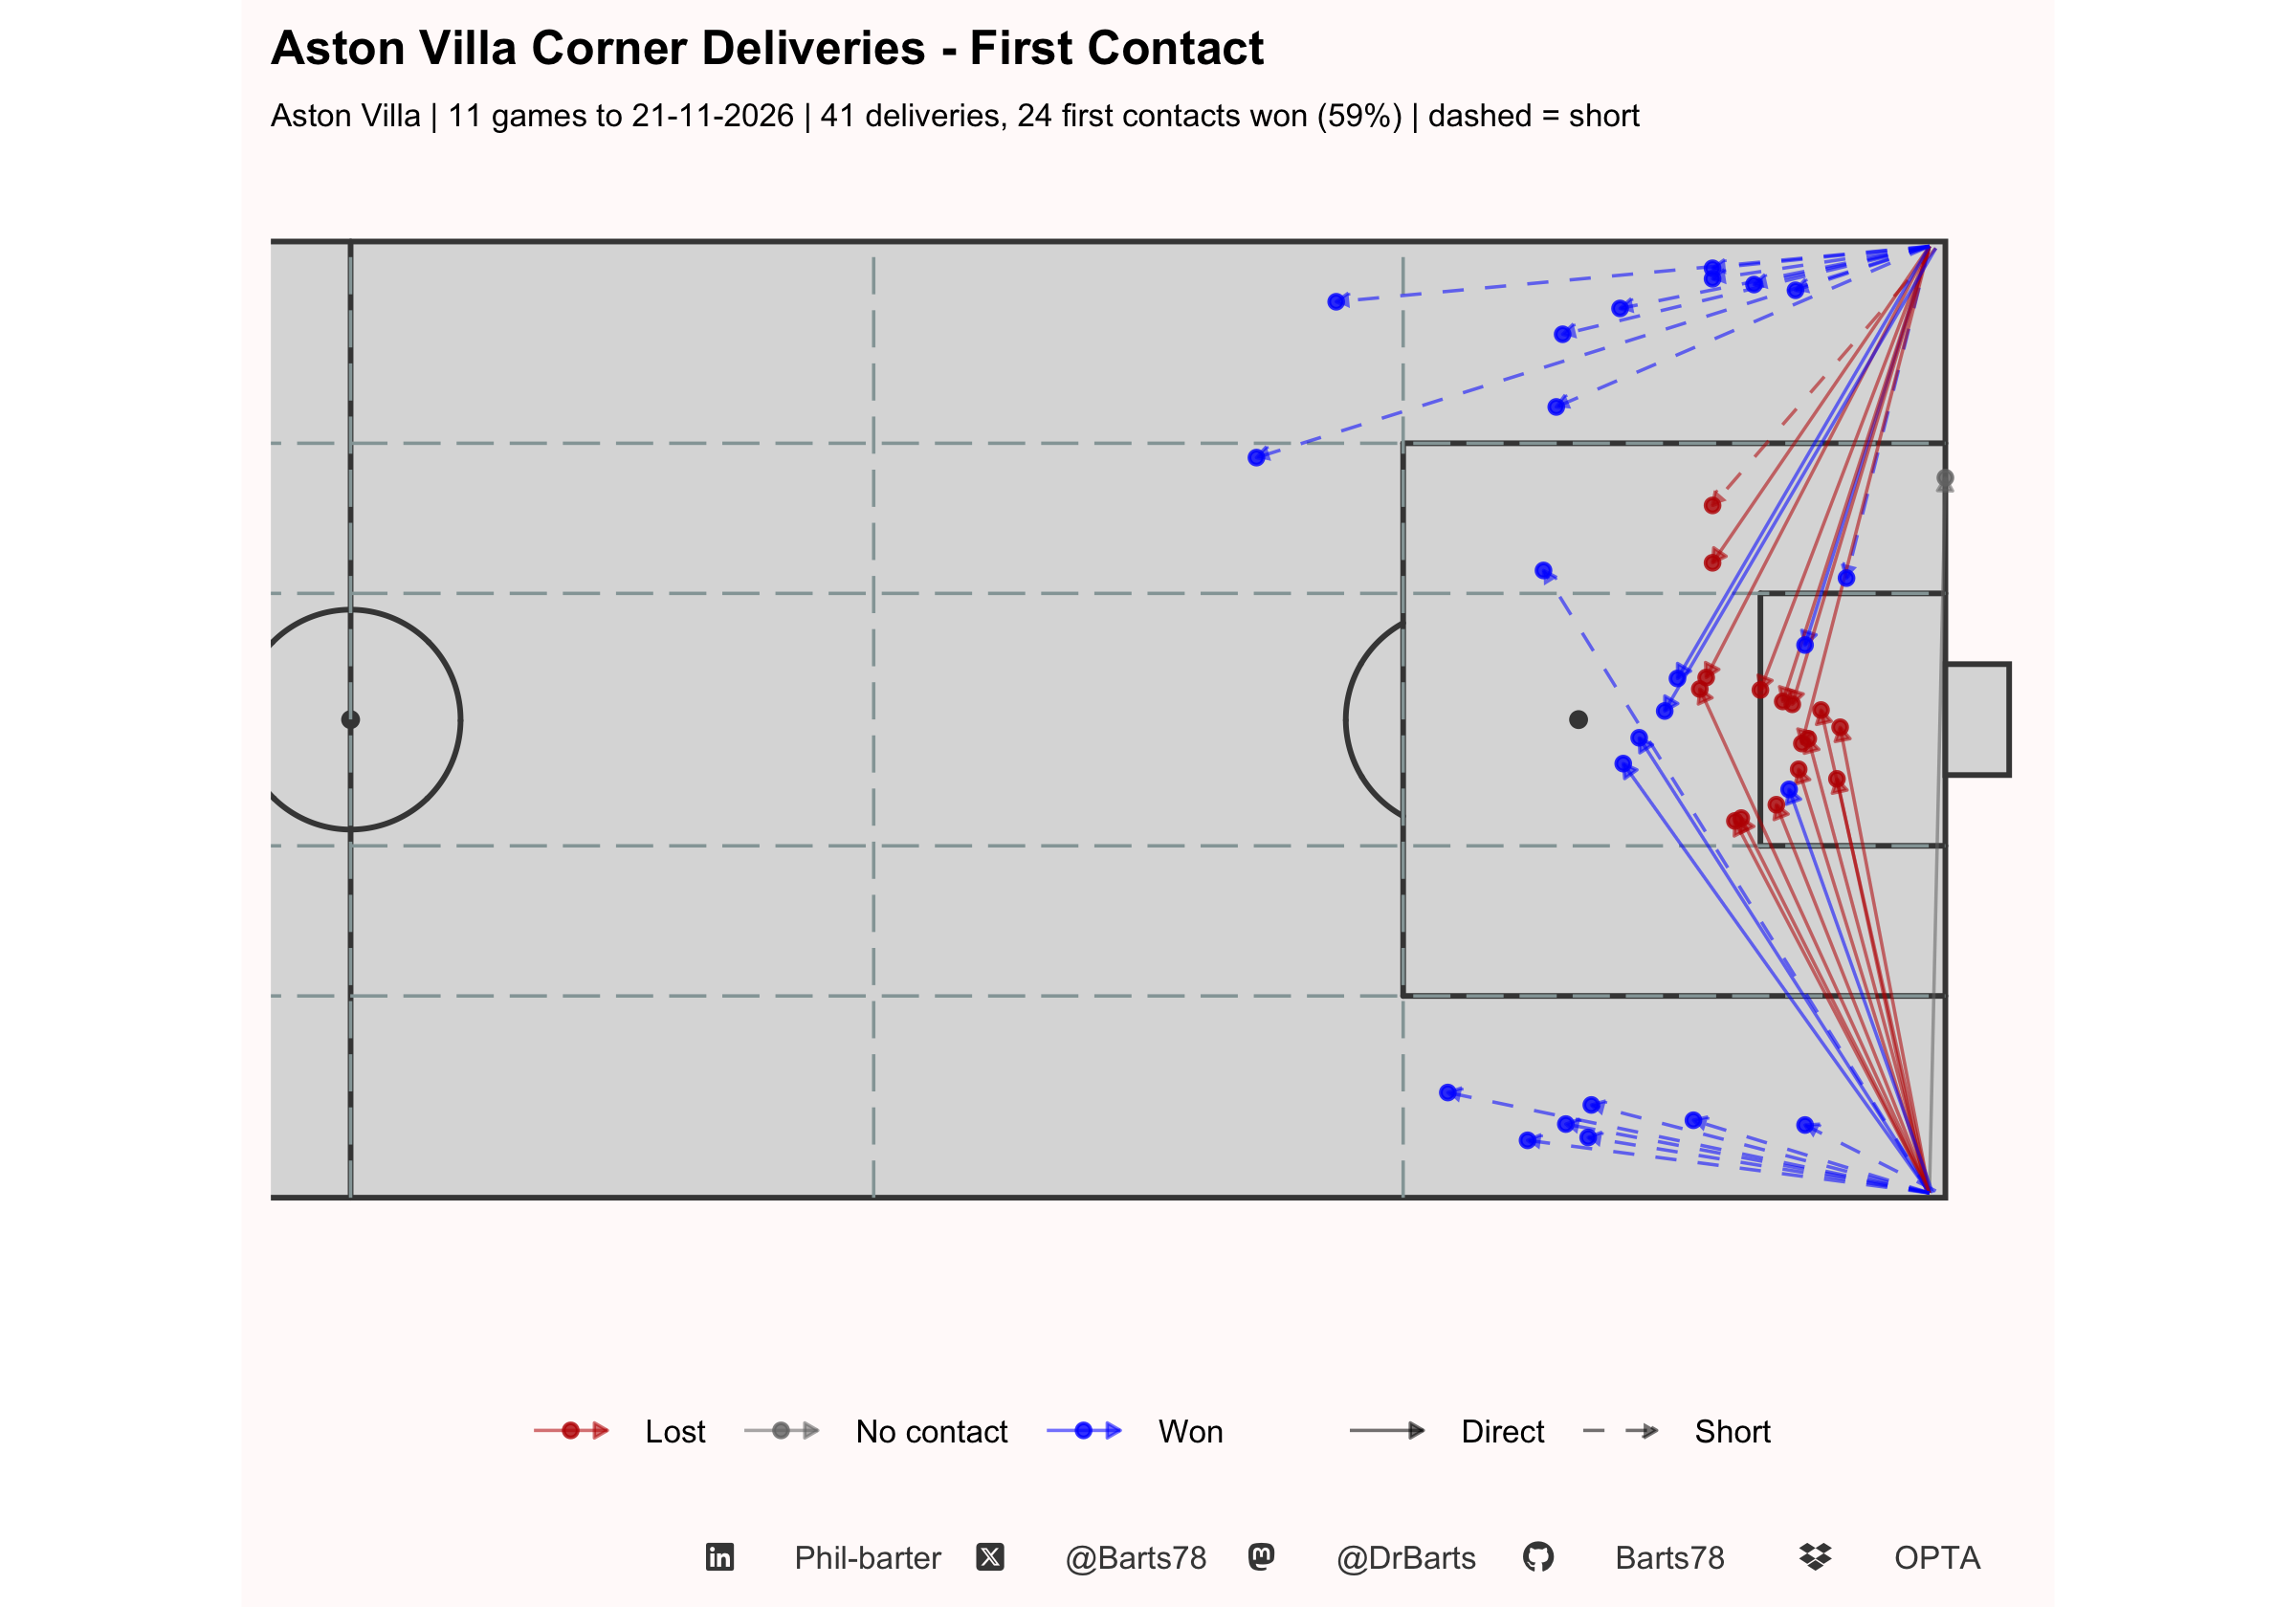 Aston Villa Corner Deliveries - First Contact
Aston Villa | 11 games to 21-11-2026 | 41 deliveries, 24 first contacts won (59%) | dashed = short
Lost No contact Won Direct Short
Phil-barter @Barts78 @DrBarts Barts78 OPTA